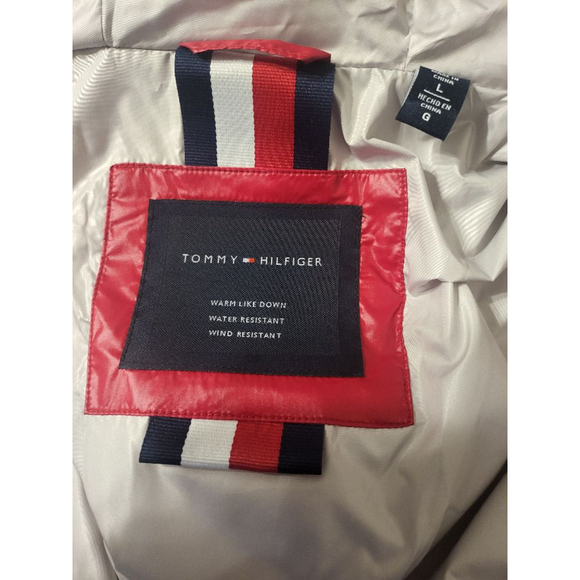 MADE IN
CHINA
L
HECHO EN
CHINA
G
TOMMY HILFIGER
WARM LIKE DOWN
WATER RESISTANT
WIND RESISTANT